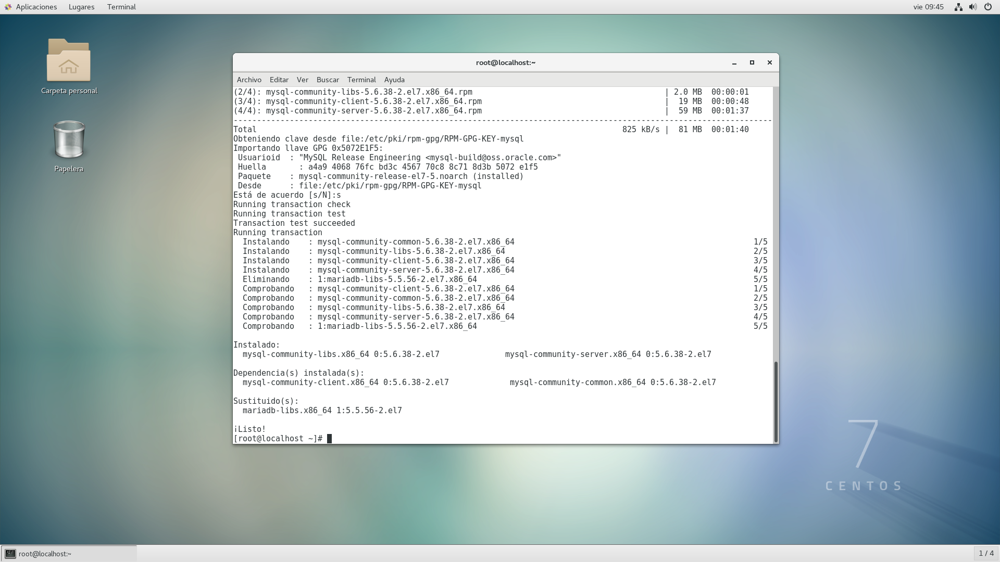 Aplicaciones Lugares Terminal vie 09:45
Carpeta personal
Papelera
root@localhost:~
Archivo Editar Ver Buscar Terminal Ayuda
(2/4): mysql-community-libs-5.6.38-2.el7.x86_64.rpm | 2.0 MB 00:00:01
(3/4): mysql-community-client-5.6.38-2.el7.x86_64.rpm | 19 MB 00:00:48
(4/4): mysql-community-server-5.6.38-2.el7.x86_64.rpm | 59 MB 00:01:37
--------------------------------------------------------------------------------
Total 825 kB/s | 81 MB 00:01:40
Obteniendo clave desde file:/etc/pki/rpm-gpg/RPM-GPG-KEY-mysql
Importando llave GPG 0x5072E1F5:
Usuarioid : "MySQL Release Engineering <mysql-build@oss.oracle.com>"
Huella : a4a9 4068 76fc bd3c 4567 70c8 8c71 8d3b 5072 e1f5
Paquete : mysql-community-release-el7-5.noarch (installed)
Desde : file:/etc/pki/rpm-gpg/RPM-GPG-KEY-mysql
Está de acuerdo [s/N]:s
Running transaction check
Running transaction test
Transaction test succeeded
Running transaction
Instalando : mysql-community-common-5.6.38-2.el7.x86_64 1/5
Instalando : mysql-community-libs-5.6.38-2.el7.x86_64 2/5
Instalando : mysql-community-client-5.6.38-2.el7.x86_64 3/5
Instalando : mysql-community-server-5.6.38-2.el7.x86_64 4/5
Eliminando : 1:mariadb-libs-5.5.56-2.el7.x86_64 5/5
Comprobando : mysql-community-client-5.6.38-2.el7.x86_64 1/5
Comprobando : mysql-community-common-5.6.38-2.el7.x86_64 2/5
Comprobando : mysql-community-libs-5.6.38-2.el7.x86_64 3/5
Comprobando : mysql-community-server-5.6.38-2.el7.x86_64 4/5
Comprobando : 1:mariadb-libs-5.5.56-2.el7.x86_64 5/5
Instalado:
mysql-community-libs.x86_64 0:5.6.38-2.el7 mysql-community-server.x86_64 0:5.6.38-2.el7
Dependencia(s) instalada(s):
mysql-community-client.x86_64 0:5.6.38-2.el7 mysql-community-common.x86_64 0:5.6.38-2.el7
Sustituido(s):
mariadb-libs.x86_64 1:5.5.56-2.el7
¡Listo!
[root@localhost ~]#
7
CENTOS
root@localhost:~ 1 / 4